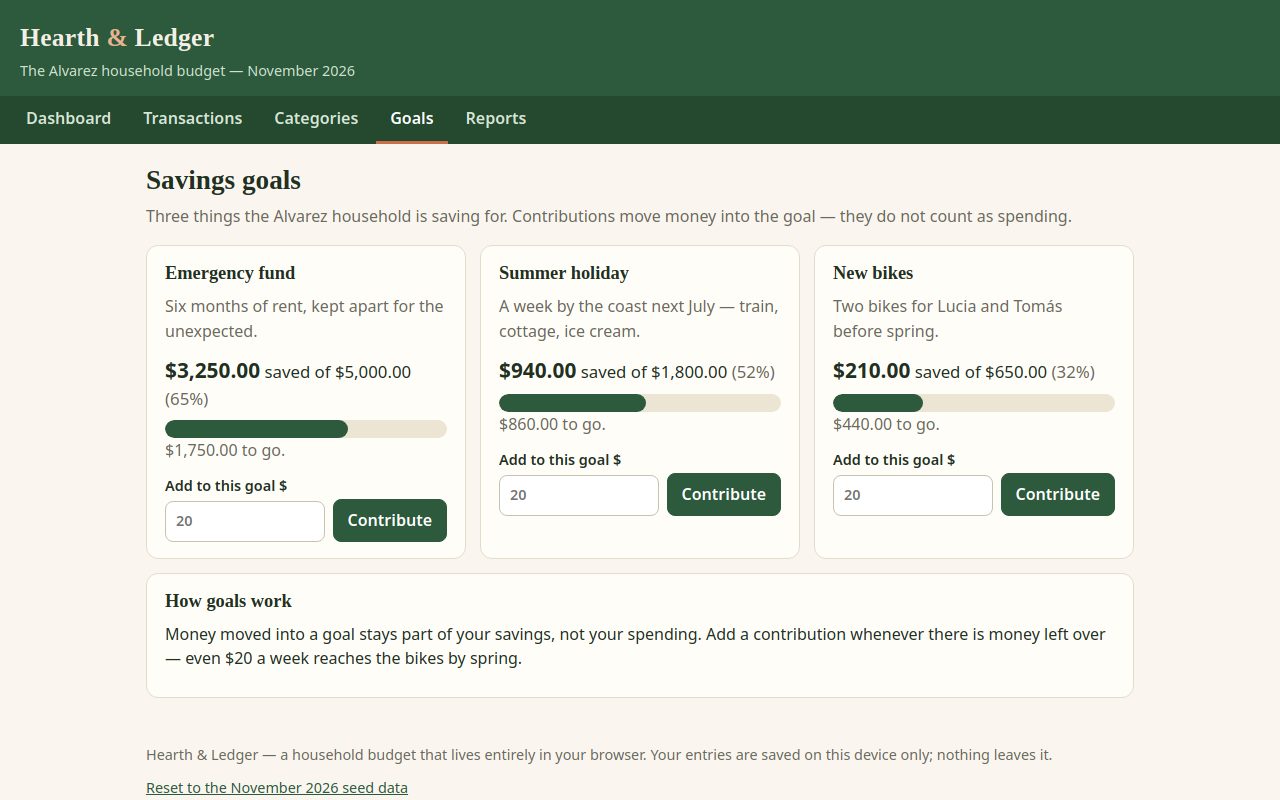 Hearth & Ledger
The Alvarez household budget — November 2026
Dashboard Transactions Categories Goals Reports
Savings goals
Three things the Alvarez household is saving for. Contributions move money into the goal — they do not count as spending.
Emergency fund
Six months of rent, kept apart for the
unexpected.
$3,250.00 saved of $5,000.00
(65%)
$1,750.00 to go.
Add to this goal $
20 Contribute
Summer holiday
A week by the coast next July — train,
cottage, ice cream.
$940.00 saved of $1,800.00 (52%)
$860.00 to go.
Add to this goal $
20 Contribute
New bikes
Two bikes for Lucia and Tomás
before spring.
$210.00 saved of $650.00 (32%)
$440.00 to go.
Add to this goal $
20 Contribute
How goals work
Money moved into a goal stays part of your savings, not your spending. Add a contribution whenever there is money left over
— even $20 a week reaches the bikes by spring.
Hearth & Ledger — a household budget that lives entirely in your browser. Your entries are saved on this device only; nothing leaves it.
Reset to the November 2026 seed data